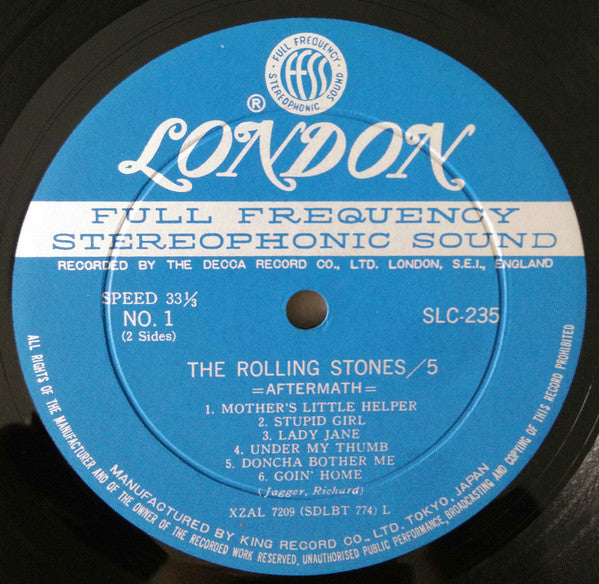 FULL FREQUENCY
ffss
STEREOPHONIC SOUND
®
LONDON
FULL FREQUENCY
STEREOPHONIC SOUND
RECORDED BY THE DECCA RECORD CO., LTD. LONDON, S.E.I., ENGLAND
SPEED 33⅓
NO. 1
(2 Sides)
SLC-235
THE ROLLING STONES/5
=AFTERMATH=
1. MOTHER'S LITTLE HELPER
2. STUPID GIRL
3. LADY JANE
4. UNDER MY THUMB
5. DONCHA BOTHER ME
6. GOIN' HOME
(Jagger, Richard)
XZAL 7209 (SDLBT 774) L
MANUFACTURED BY KING RECORD CO., LTD. TOKYO, JAPAN
ALL RIGHTS OF THE MANUFACTURER AND OF THE OWNER OF THE RECORDED WORK RESERVED. UNAUTHORISED PUBLIC PERFORMANCE, BROADCASTING AND COPYING OF THIS RECORD PROHIBITED